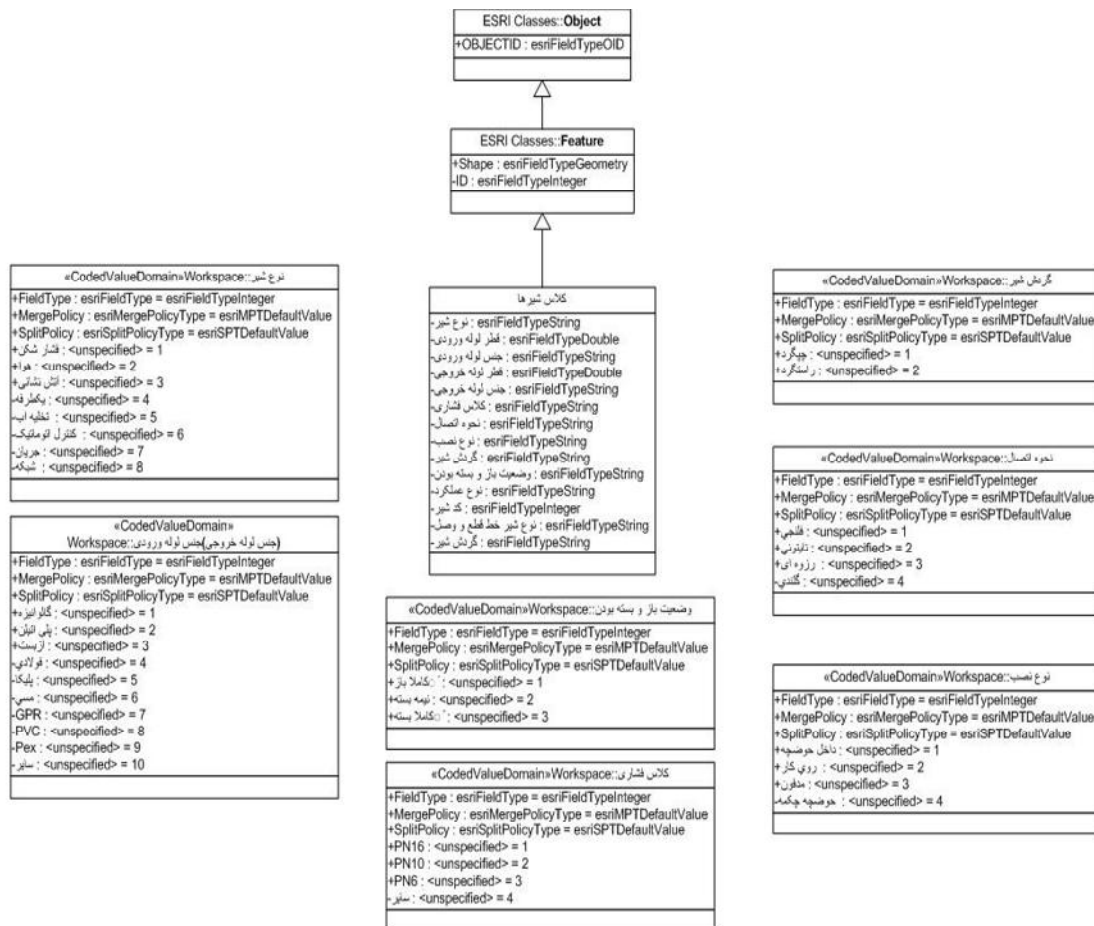 ESRI Classes::Object
+OBJECTID : esriFieldTypeOID
ESRI Classes::Feature
+Shape : esriFieldTypeGeometry
-ID : esriFieldTypeInteger
«CodedValueDomain»Workspace::نوع شیر
+FieldType : esriFieldType = esriFieldTypeInteger
+MergePolicy : esriMergePolicyType = esriMPTDefaultValue
+SplitPolicy : esriSplitPolicyType = esriSPTDefaultValue
+فشار شکن : <unspecified> = 1
+هوا : <unspecified> = 2
+آتش نشانی : <unspecified> = 3
-یکطرفه : <unspecified> = 4
-تخلیه اب : <unspecified> = 5
-کنترل اتوماتیک : <unspecified> = 6
-جریان : <unspecified> = 7
-شبکه : <unspecified> = 8
«CodedValueDomain»
Workspace::جنس لوله ورودی(جنس لوله خروجی)
+FieldType : esriFieldType = esriFieldTypeInteger
+MergePolicy : esriMergePolicyType = esriMPTDefaultValue
+SplitPolicy : esriSplitPolicyType = esriSPTDefaultValue
+گالوانیزه : <unspecified> = 1
+پلی اتیلن : <unspecified> = 2
+ازبست : <unspecified> = 3
-فولادي : <unspecified> = 4
-پلیکا : <unspecified> = 5
-مسي : <unspecified> = 6
-GPR : <unspecified> = 7
-PVC : <unspecified> = 8
-Pex : <unspecified> = 9
-سایر : <unspecified> = 10
کلاس شیرها
-نوع شیر : esriFieldTypeString
-قطر لوله ورودی : esriFieldTypeDouble
-جنس لوله ورودی : esriFieldTypeString
-قطر لوله خروجی : esriFieldTypeDouble
-جنس لوله خروجی : esriFieldTypeString
-کلاس فشاری : esriFieldTypeString
-نحوه اتصال : esriFieldTypeString
-نوع نصب : esriFieldTypeString
-گردش شیر : esriFieldTypeString
-وضعیت باز و بسته بودن : esriFieldTypeString
-نوع عملکرد : esriFieldTypeString
-کد شیر : esriFieldTypeInteger
-نوع شیر خط قطع و وصل : esriFieldTypeString
-گردش شیر : esriFieldTypeString
«CodedValueDomain»Workspace::وضعیت باز و بسته بودن
+FieldType : esriFieldType = esriFieldTypeInteger
+MergePolicy : esriMergePolicyType = esriMPTDefaultValue
+SplitPolicy : esriSplitPolicyType = esriSPTDefaultValue
+کاملا باز : <unspecified> = 1
+نیمه بسته : <unspecified> = 2
+کاملا بسته : <unspecified> = 3
«CodedValueDomain»Workspace::کلاس فشاری
+FieldType : esriFieldType = esriFieldTypeInteger
+MergePolicy : esriMergePolicyType = esriMPTDefaultValue
+SplitPolicy : esriSplitPolicyType = esriSPTDefaultValue
+PN16 : <unspecified> = 1
+PN10 : <unspecified> = 2
+PN6 : <unspecified> = 3
-سایر : <unspecified> = 4
«CodedValueDomain»Workspace::گردش شیر
+FieldType : esriFieldType = esriFieldTypeInteger
+MergePolicy : esriMergePolicyType = esriMPTDefaultValue
+SplitPolicy : esriSplitPolicyType = esriSPTDefaultValue
+چپگرد : <unspecified> = 1
+راستگرد : <unspecified> = 2
«CodedValueDomain»Workspace::نحوه اتصال
+FieldType : esriFieldType = esriFieldTypeInteger
+MergePolicy : esriMergePolicyType = esriMPTDefaultValue
+SplitPolicy : esriSplitPolicyType = esriSPTDefaultValue
+فلنجي : <unspecified> = 1
+تایتوني : <unspecified> = 2
+رزوه ای : <unspecified> = 3
-گلندي : <unspecified> = 4
«CodedValueDomain»Workspace::نوع نصب
+FieldType : esriFieldType = esriFieldTypeInteger
+MergePolicy : esriMergePolicyType = esriMPTDefaultValue
+SplitPolicy : esriSplitPolicyType = esriSPTDefaultValue
+داخل حوضچه : <unspecified> = 1
+روي کار : <unspecified> = 2
+مدفون : <unspecified> = 3
-حوضچه چکمه : <unspecified> = 4